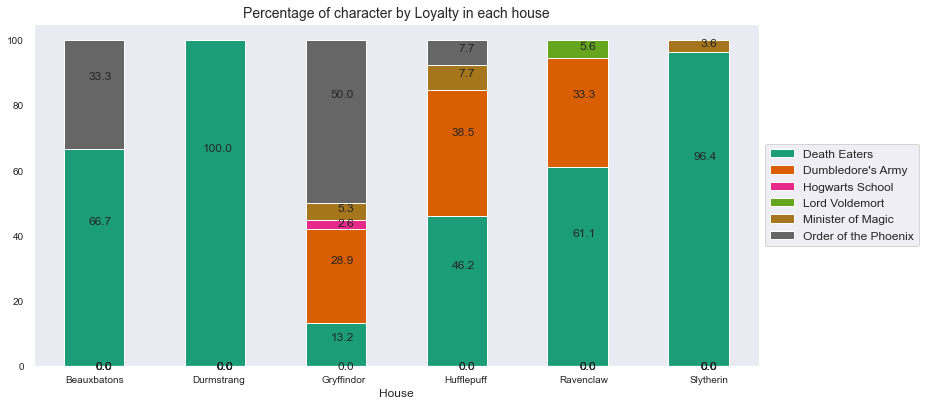 Percentage of character by Loyalty in each house
100
80
60
40
20
0
33.3
66.7
0.0
100.0
0.0
50.0
5.3
2.6
28.9
13.2
0.0
7.7
7.7
38.5
46.2
0.0
5.6
33.3
61.1
0.0
3.6
96.4
0.0
Beauxbatons
Durmstrang
Gryffindor
Hufflepuff
Ravenclaw
Slytherin
House
Death Eaters
Dumbledore's Army
Hogwarts School
Lord Voldemort
Minister of Magic
Order of the Phoenix